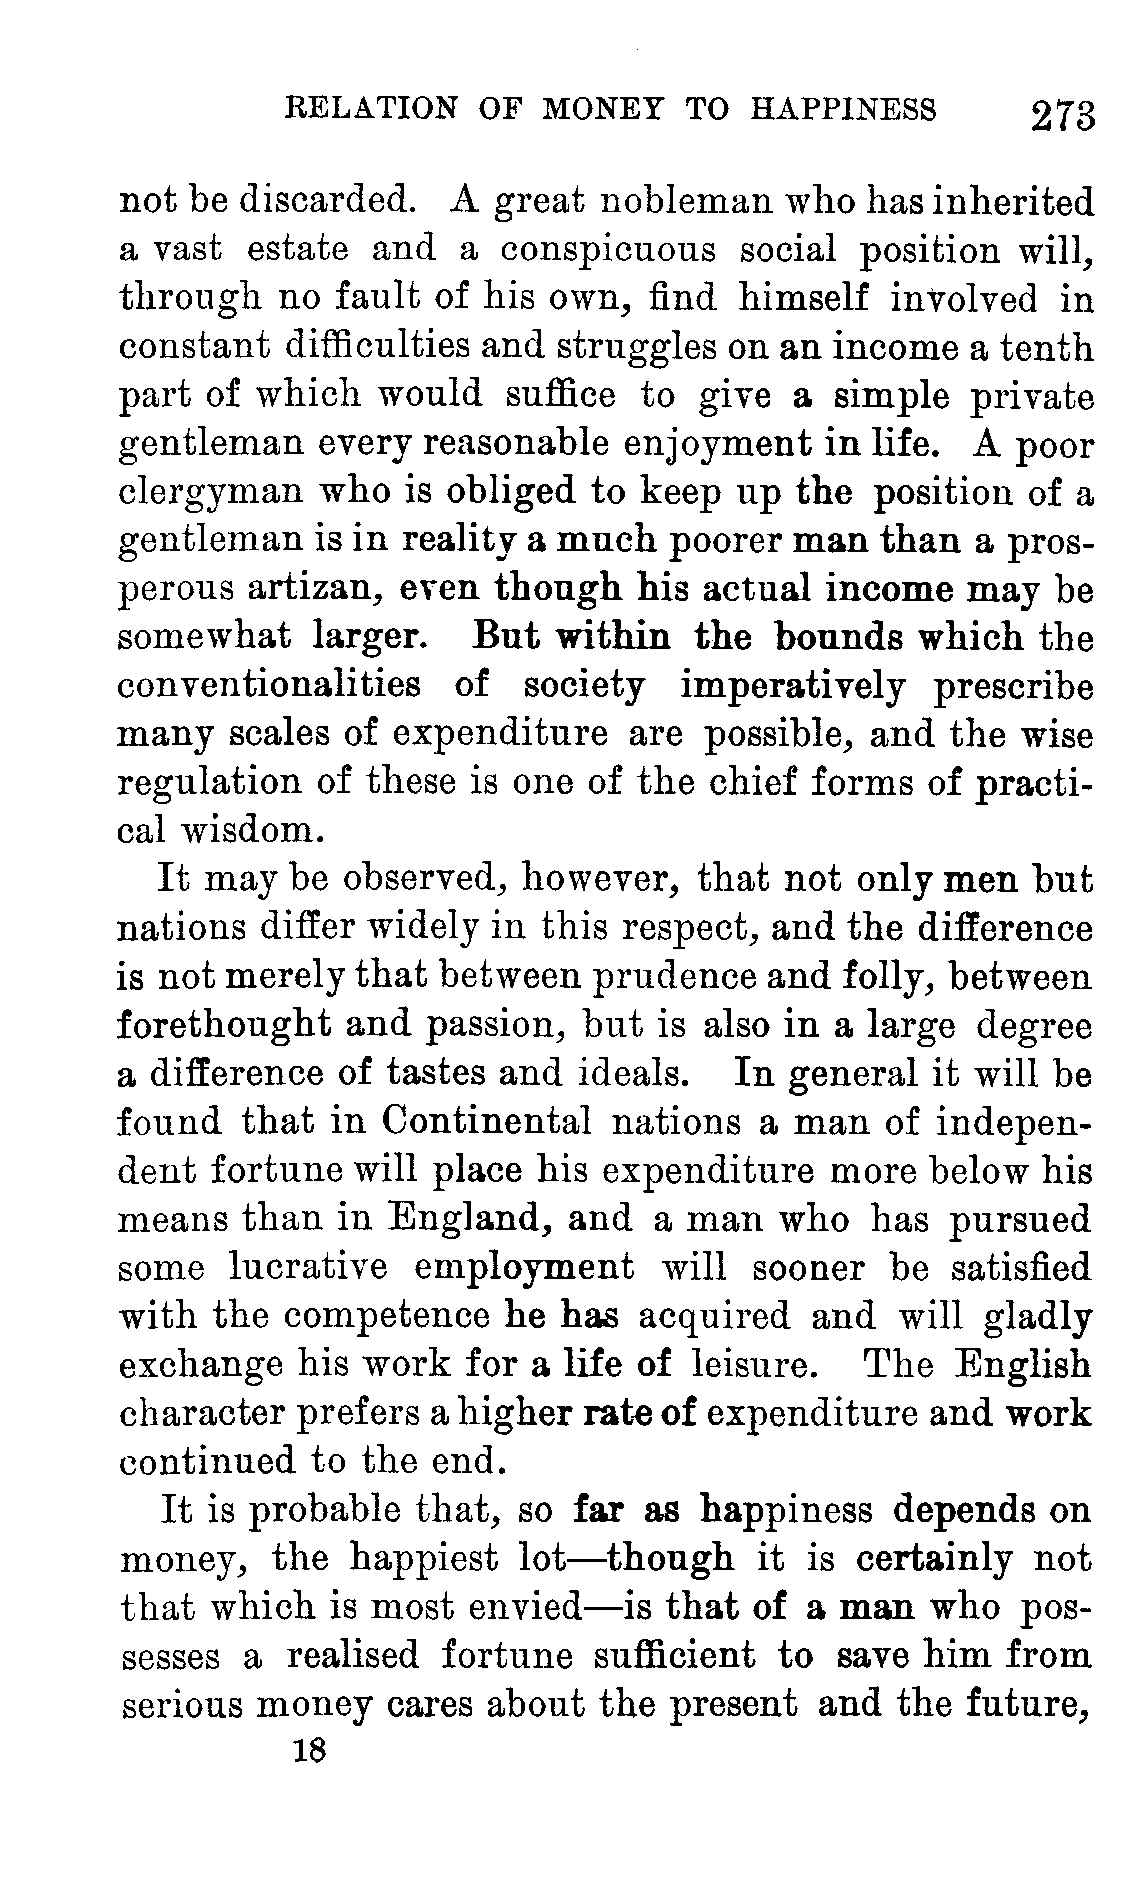 RELATION OF MONEY TO HAPPINESS 273
not be discarded. A great nobleman who has inherited
a vast estate and a conspicuous social position will,
through no fault of his own, find himself involved in
constant difficulties and struggles on an income a tenth
part of which would suffice to give a simple private
gentleman every reasonable enjoyment in life. A poor
clergyman who is obliged to keep up the position of a
gentleman is in reality a much poorer man than a pros-
perous artizan, even though his actual income may be
somewhat larger. But within the bounds which the
conventionalities of society imperatively prescribe
many scales of expenditure are possible, and the wise
regulation of these is one of the chief forms of practi-
cal wisdom.
It may be observed, however, that not only men but
nations differ widely in this respect, and the difference
is not merely that between prudence and folly, between
forethought and passion, but is also in a large degree
a difference of tastes and ideals. In general it will be
found that in Continental nations a man of indepen-
dent fortune will place his expenditure more below his
means than in England, and a man who has pursued
some lucrative employment will sooner be satisfied
with the competence he has acquired and will gladly
exchange his work for a life of leisure. The English
character prefers a higher rate of expenditure and work
continued to the end.
It is probable that, so far as happiness depends on
money, the happiest lot—though it is certainly not
that which is most envied—is that of a man who pos-
sesses a realised fortune sufficient to save him from
serious money cares about the present and the future,
18